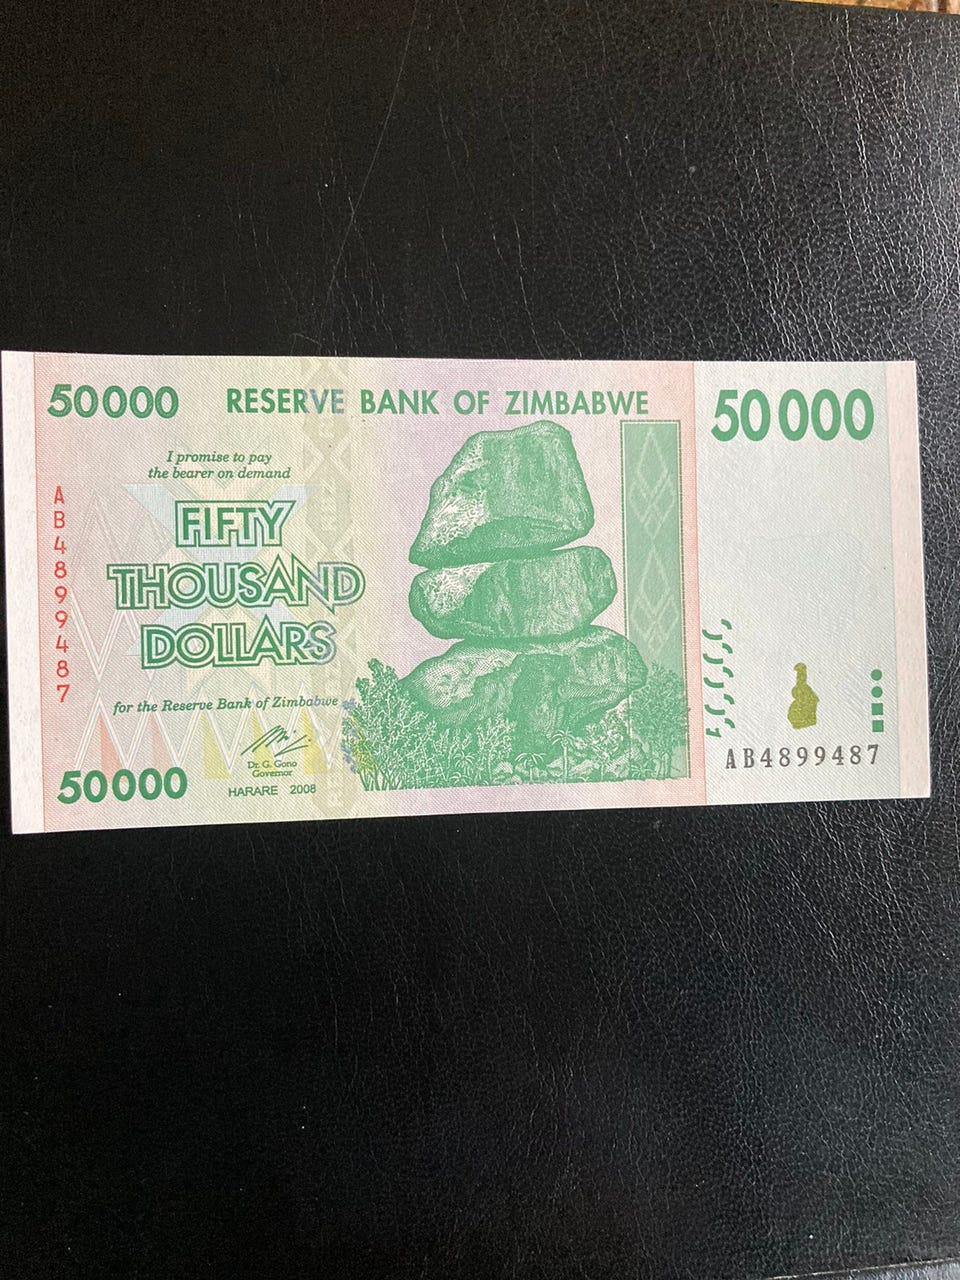 50000
RESERVE BANK OF ZIMBABWE
50000
I promise to pay
the bearer on demand
FIFTY
THOUSAND
DOLLARS
AB4899487
for the Reserve Bank of Zimbabwe
Dr. G. Gono
Governor
HARARE 2008
50000
AB4899487